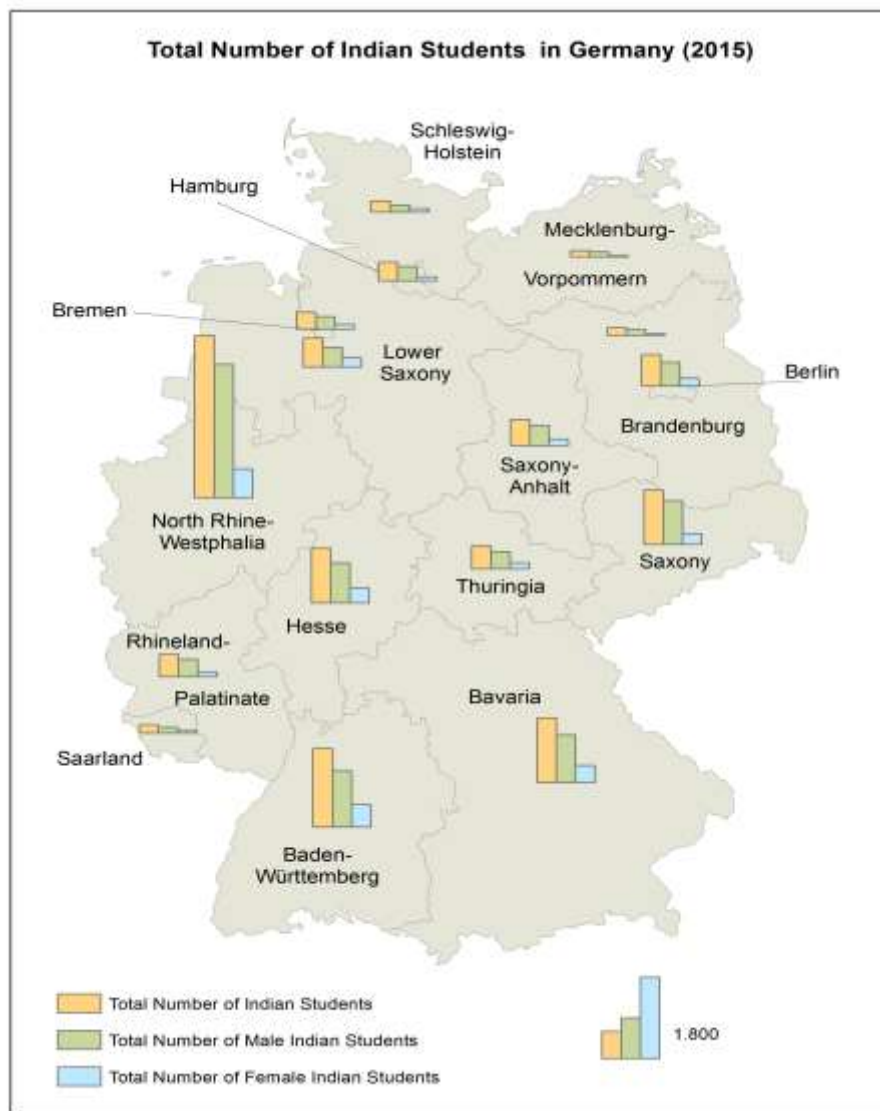 Total Number of Indian Students in Germany (2015)
Schleswig-
Holstein
Hamburg
Mecklenburg-
Vorpommern
Bremen
Lower
Saxony
Berlin
Brandenburg
Saxony-
Anhalt
North Rhine-
Westphalia
Saxony
Thuringia
Hesse
Rhineland-
Palatinate
Bavaria
Saarland
Baden-
Württemberg
Total Number of Indian Students
Total Number of Male Indian Students
Total Number of Female Indian Students
1.800